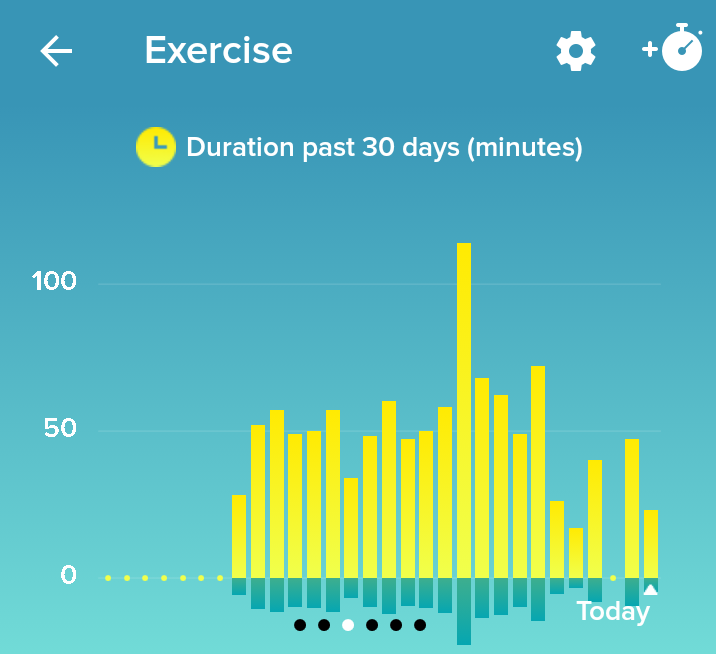 Exercise
Duration past 30 days (minutes)
100
50
0
Today